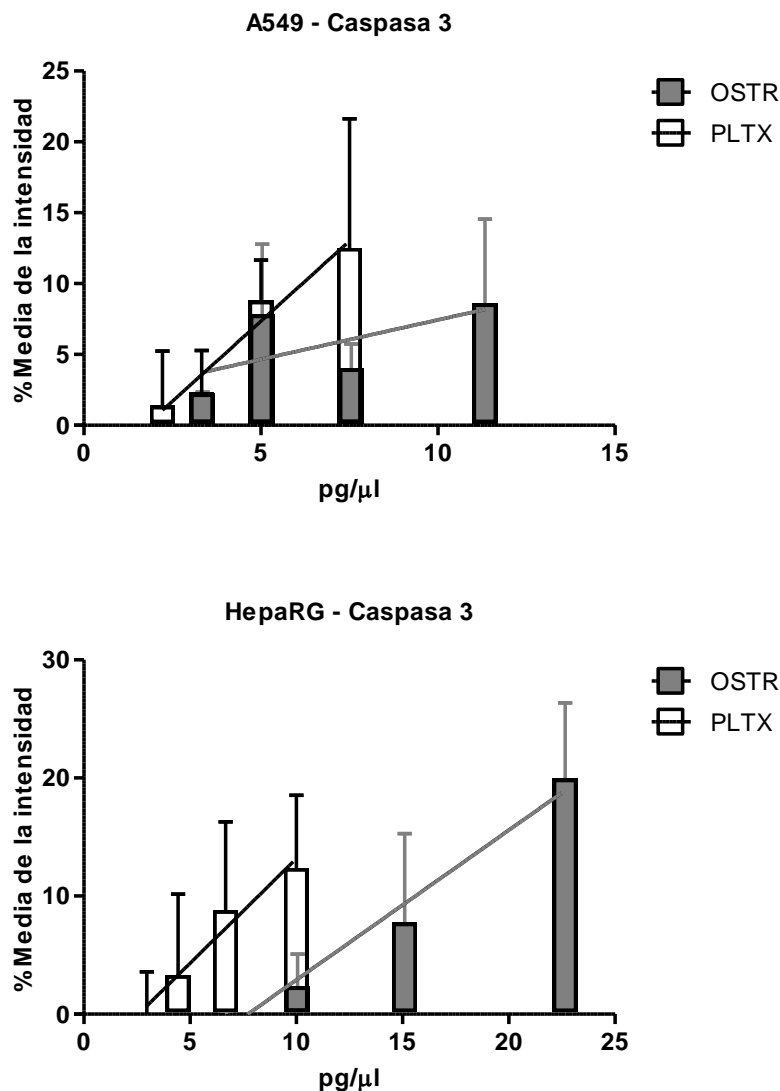 A549 - Caspasa 3
%Media de la intensidad
25
20
15
10
5
0
0 5 10 15
pg/μl
OSTR
PLTX
HepaRG - Caspasa 3
%Media de la intensidad
30
20
10
0
0 5 10 15 20 25
pg/μl
OSTR
PLTX